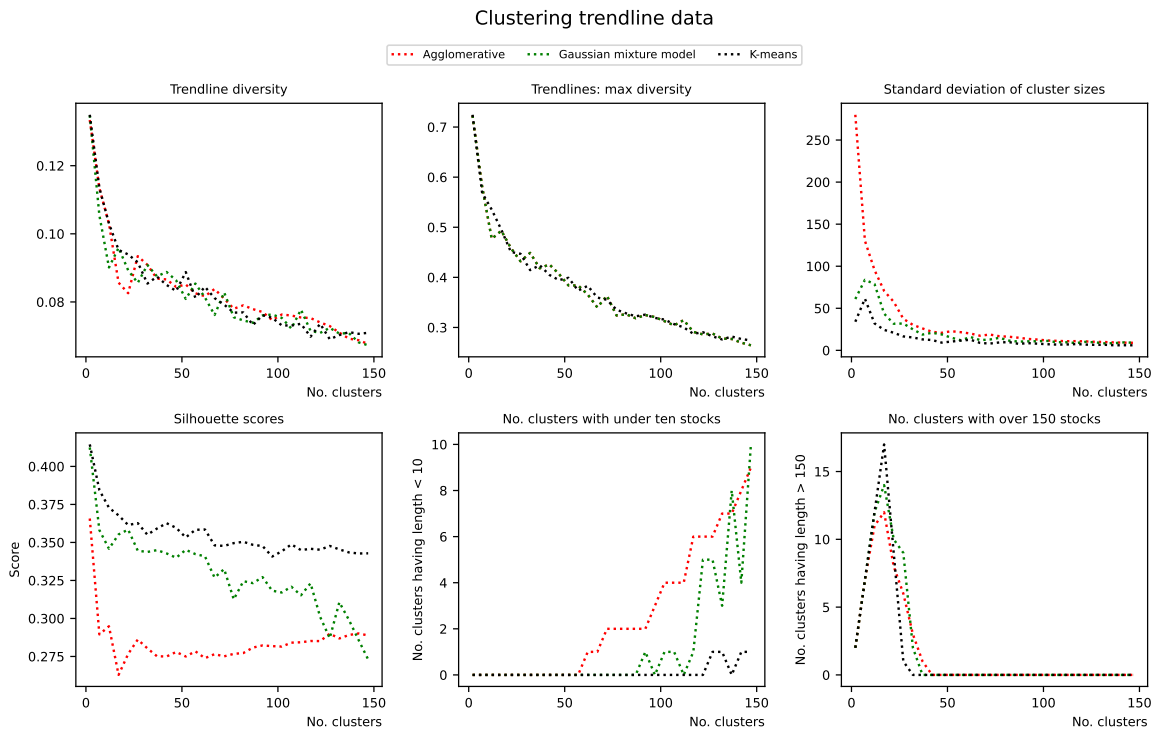 Clustering trendline data
Agglomerative Gaussian mixture model K-means
Trendline diversity
0.12
0.10
0.08
0 50 100 150
No. clusters
Trendlines: max diversity
0.7
0.6
0.5
0.4
0.3
0 50 100 150
No. clusters
Standard deviation of cluster sizes
250
200
150
100
50
0
0 50 100 150
No. clusters
Silhouette scores
Score
0.400
0.375
0.350
0.325
0.300
0.275
0 50 100 150
No. clusters
No. clusters with under ten stocks
No. clusters having length < 10
10
8
6
4
2
0
0 50 100 150
No. clusters
No. clusters with over 150 stocks
No. clusters having length > 150
15
10
5
0
0 50 100 150
No. clusters